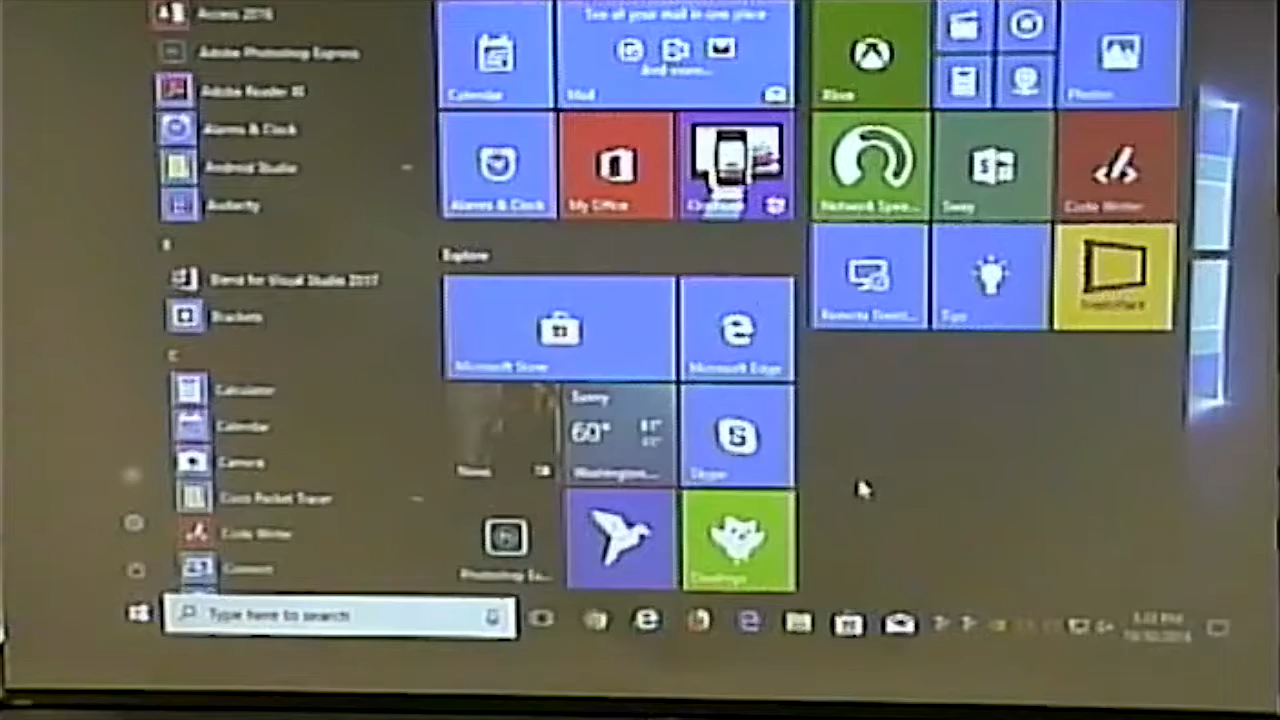 Access 2016
Adobe Photoshop Express
Adobe Reader XI
Alarms & Clock
Android Studio
Audacity
B
Blend for Visual Studio 2017
Brackets
C
Calculator
Calendar
Camera
Cisco Packet Tracer
Code Writer
Connect
Type here to search
Calendar
See all your mail in one place
And more...
Mail
Alarms & Clock
My Office
Explore
Microsoft Store
Microsoft Edge
News
Sunny
60°
Washington,...
Skype
Photoshop Ex...
Duolingo
Xbox
Photos
Network Spee...
Sway
Code Writer
Remote Deskt...
Tips